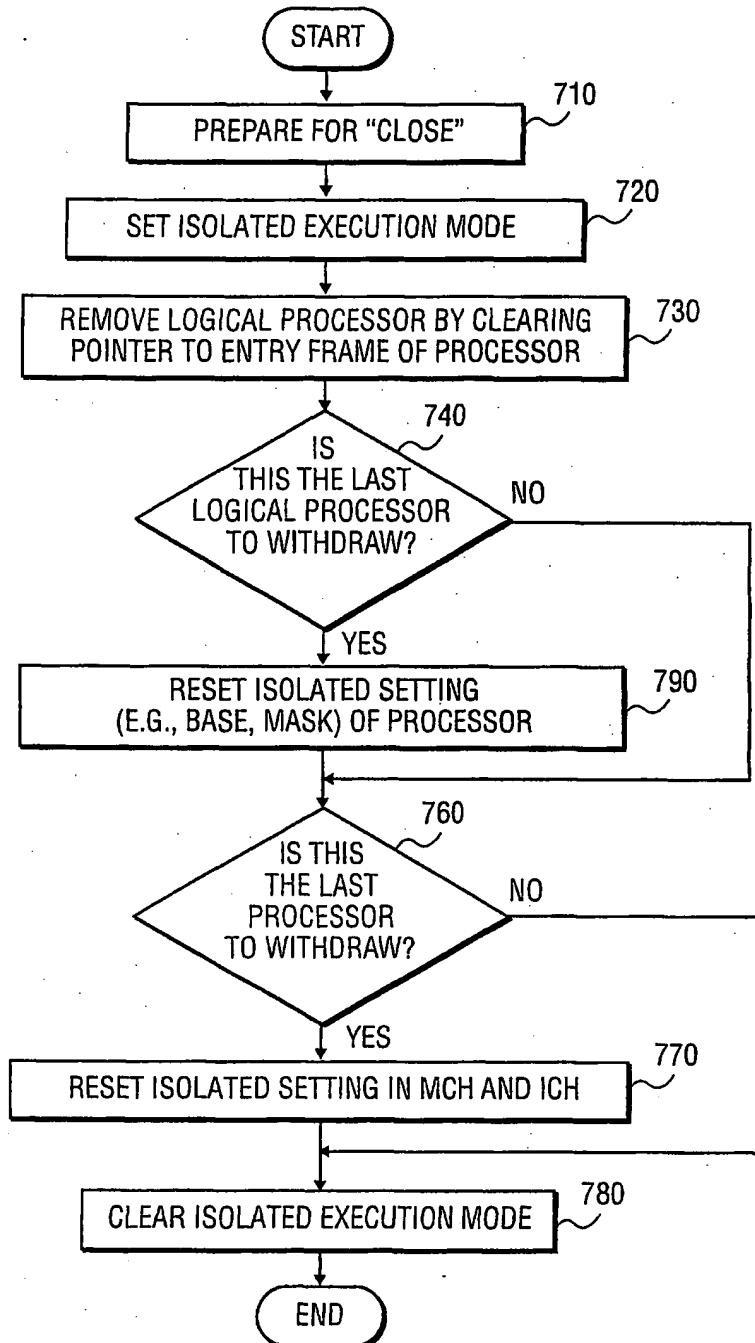 START
710
PREPARE FOR “CLOSE”
720
SET ISOLATED EXECUTION MODE
730
REMOVE LOGICAL PROCESSOR BY CLEARING
POINTER TO ENTRY FRAME OF PROCESSOR
740
IS
THIS THE LAST
LOGICAL PROCESSOR
TO WITHDRAW?
NO
YES
790
RESET ISOLATED SETTING
(E.G., BASE, MASK) OF PROCESSOR
760
IS THIS
THE LAST
PROCESSOR
TO WITHDRAW?
NO
YES
770
RESET ISOLATED SETTING IN MCH AND ICH
780
CLEAR ISOLATED EXECUTION MODE
END